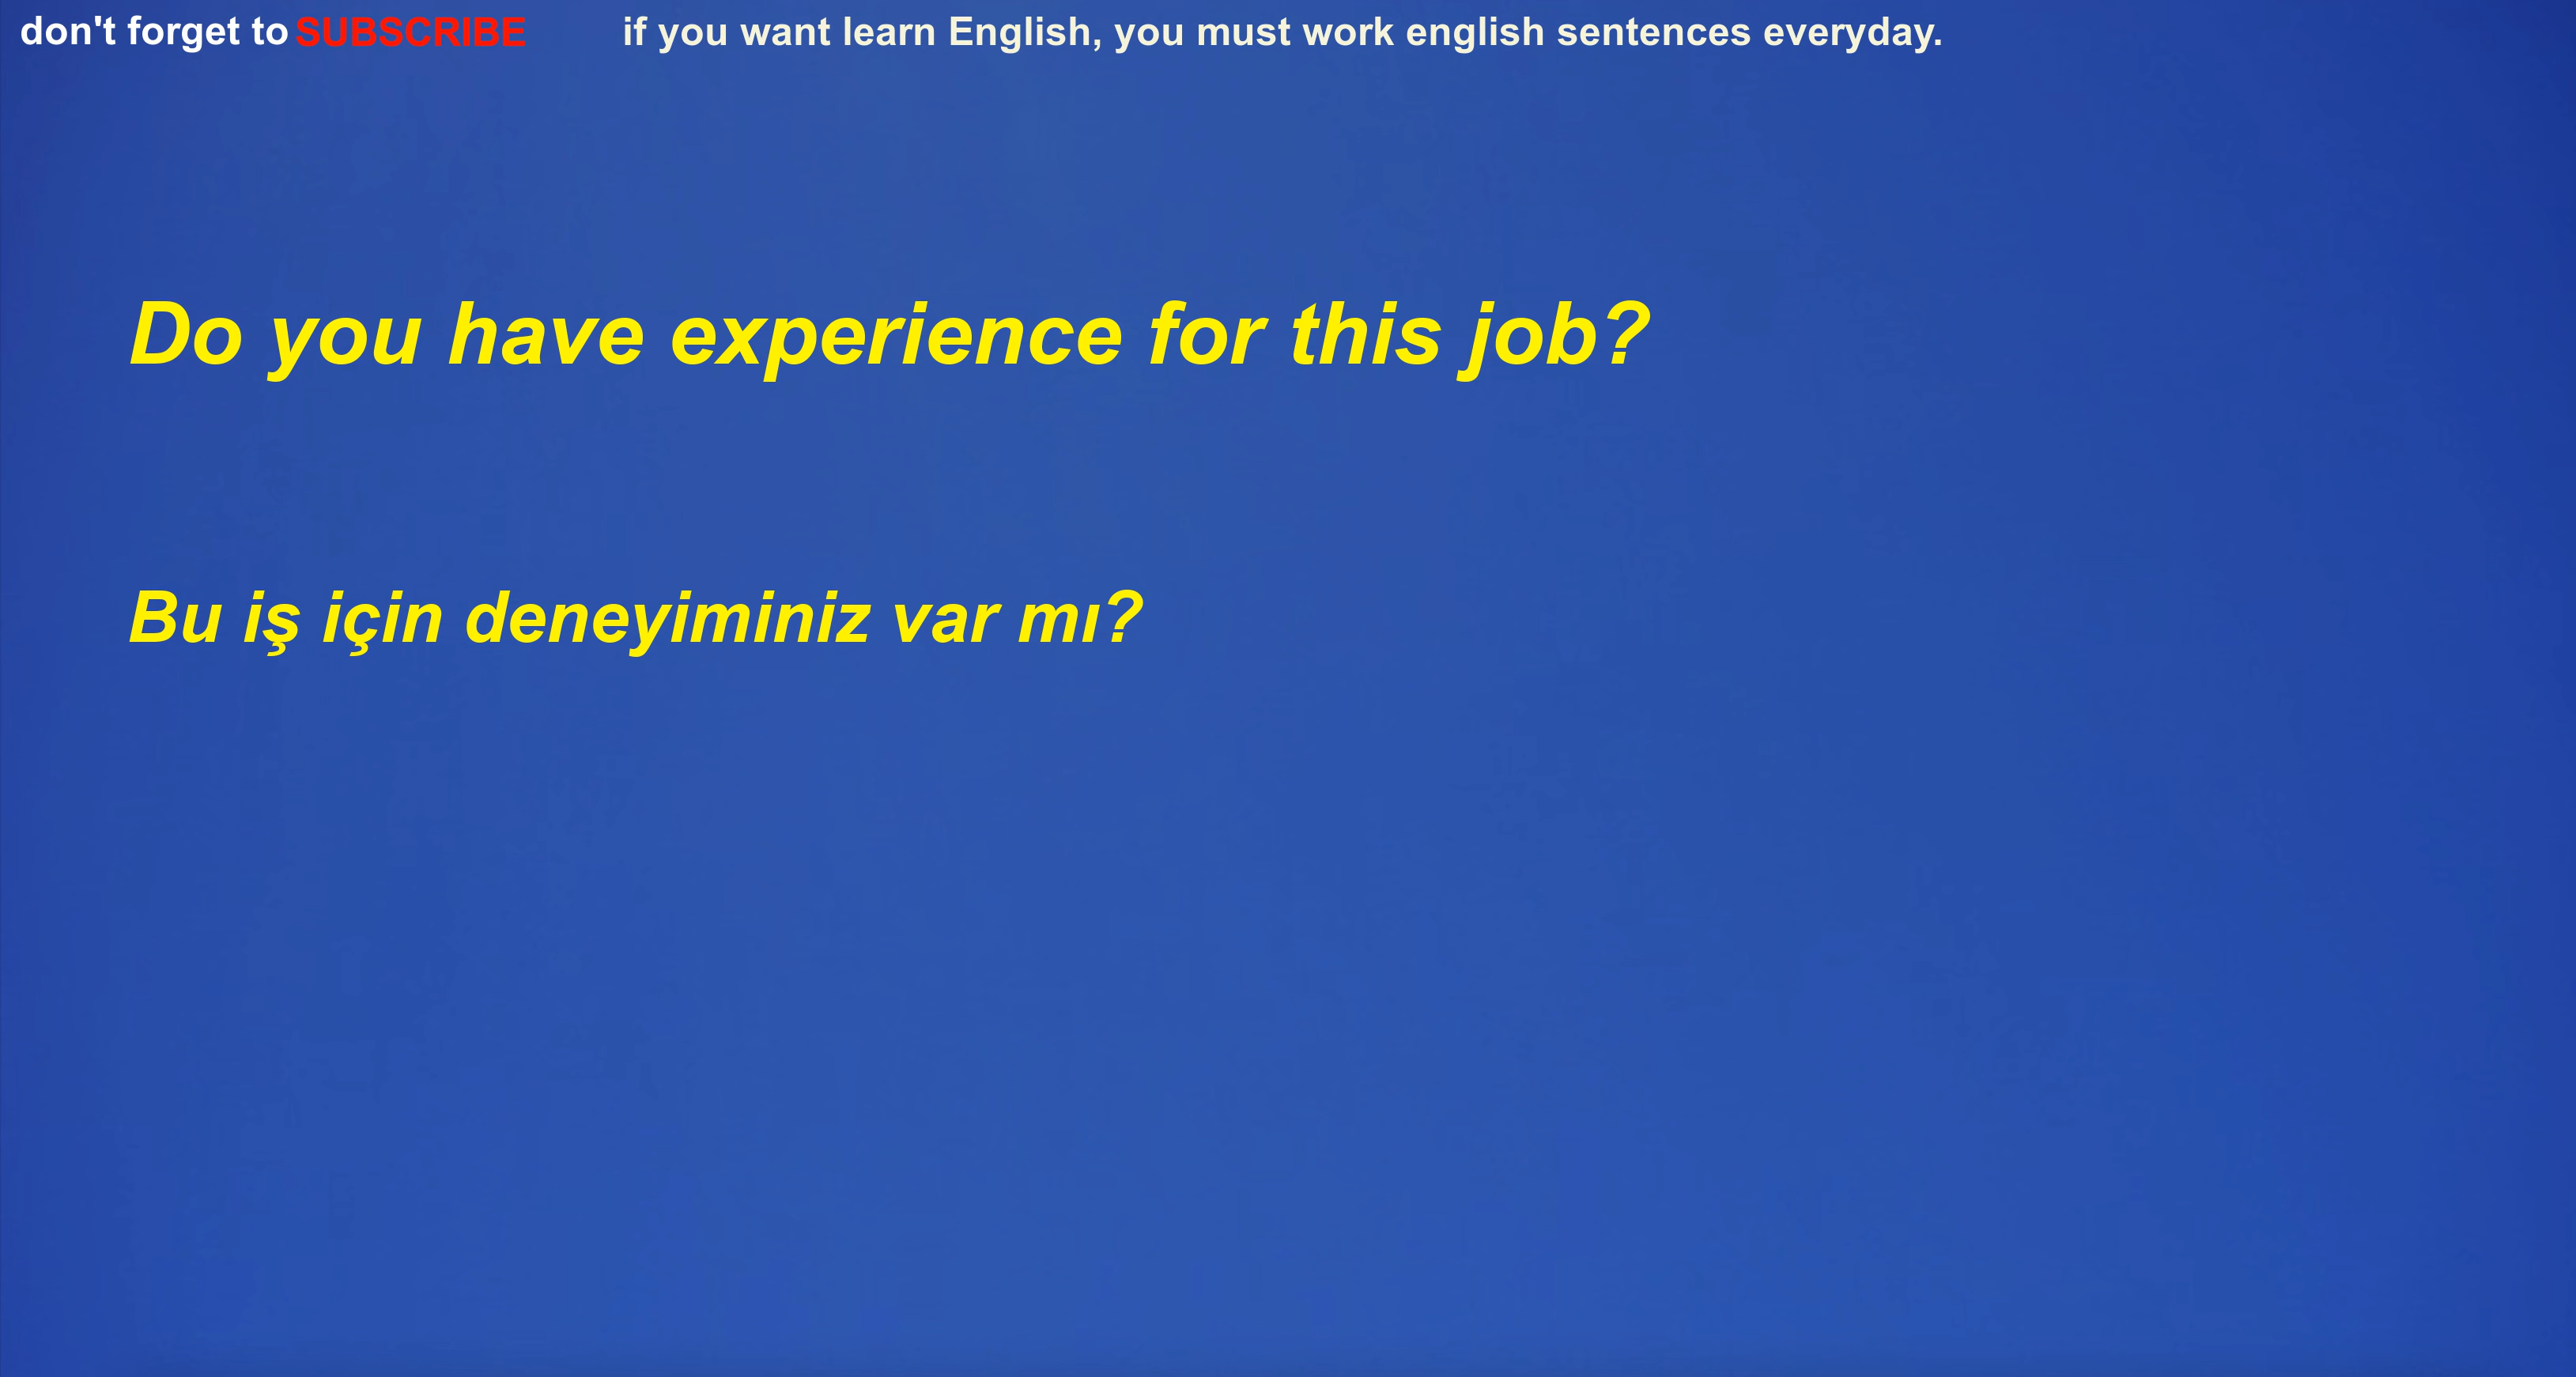 don't forget to SUBSCRIBE if you want learn English, you must work english sentences everyday.
Do you have experience for this job?
Bu iş için deneyiminiz var mı?